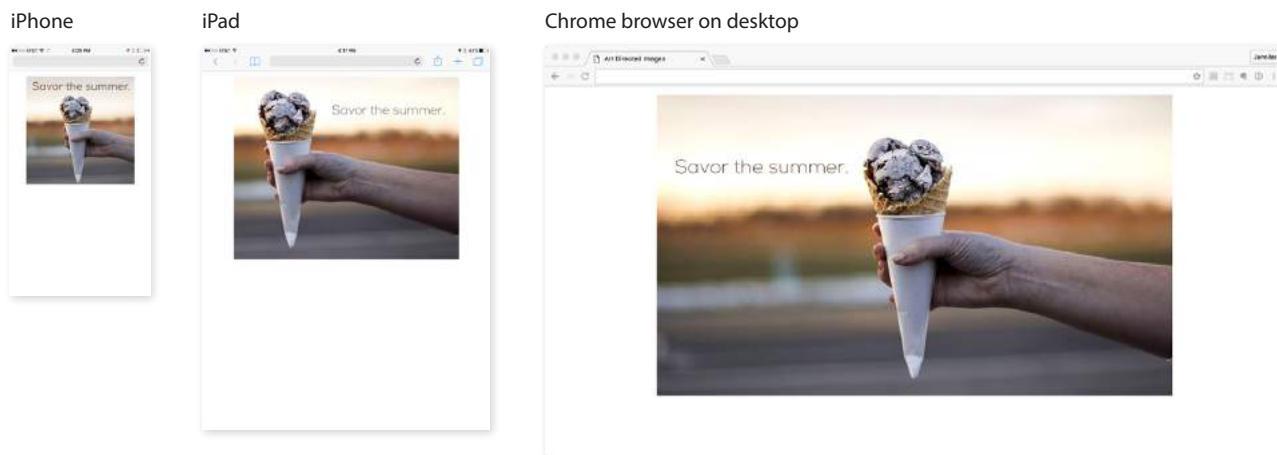 iPhone
iPad
Chrome browser on desktop
Art Directed Images
Savor the summer.
Savor the summer.
Savor the summer.